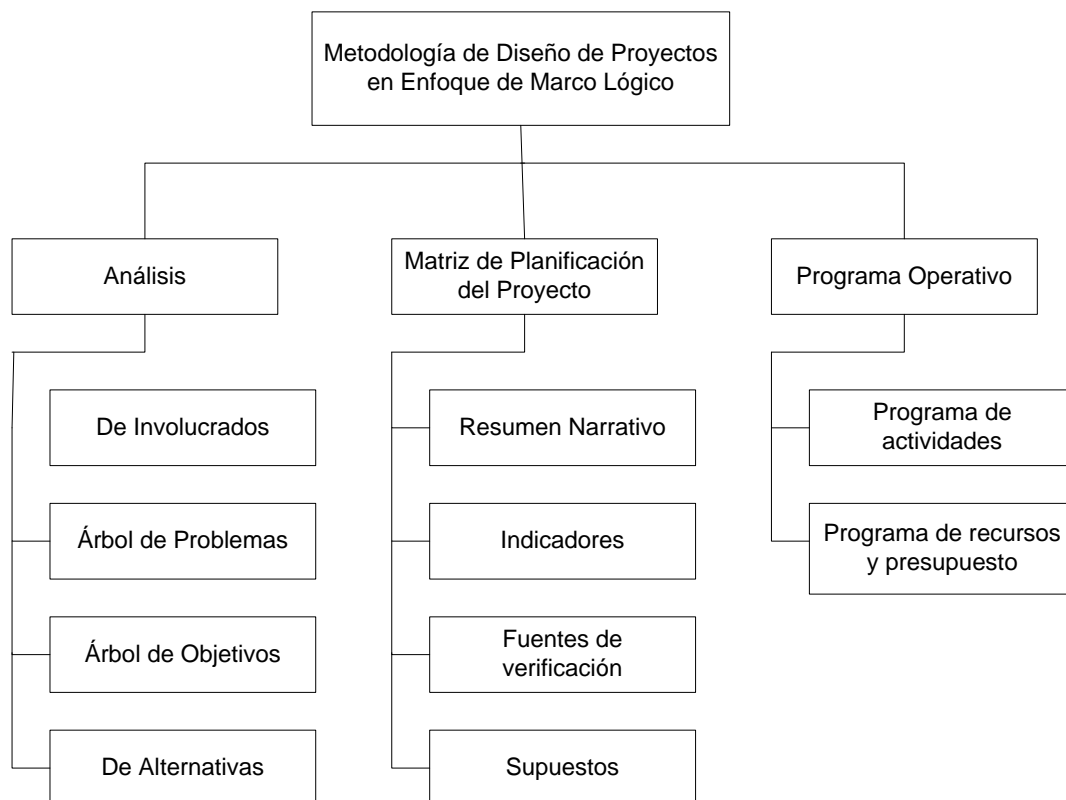 Metodología de Diseño de Proyectos
en Enfoque de Marco Lógico
Análisis
De Involucrados
Árbol de Problemas
Árbol de Objetivos
De Alternativas
Matriz de Planificación
del Proyecto
Resumen Narrativo
Indicadores
Fuentes de
verificación
Supuestos
Programa Operativo
Programa de
actividades
Programa de recursos
y presupuesto